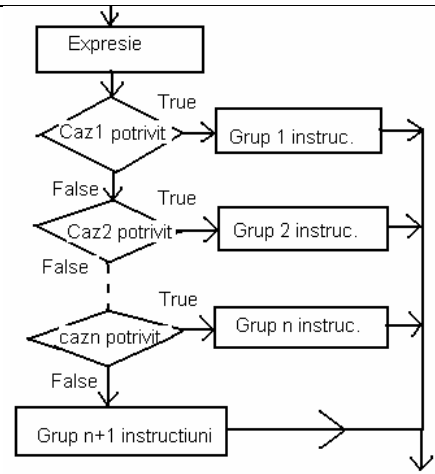 Expresie
True
Caz1 potrivit
Grup 1 instruc.
False
True
Caz2 potrivit
Grup 2 instruc.
False
True
cazn potrivit
Grup n instruc.
False
Grup n+1 instructiuni